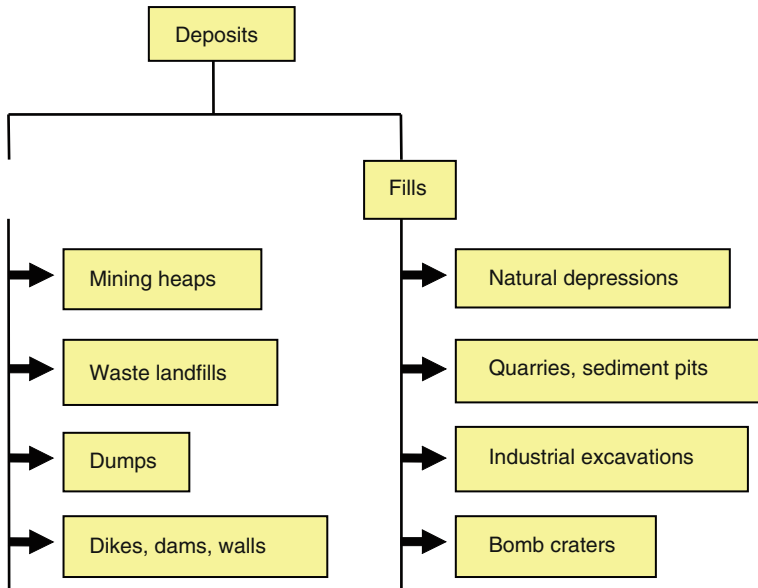 Deposits
Fills
Mining heaps
Waste landfills
Dumps
Dikes, dams, walls
Natural depressions
Quarries, sediment pits
Industrial excavations
Bomb craters